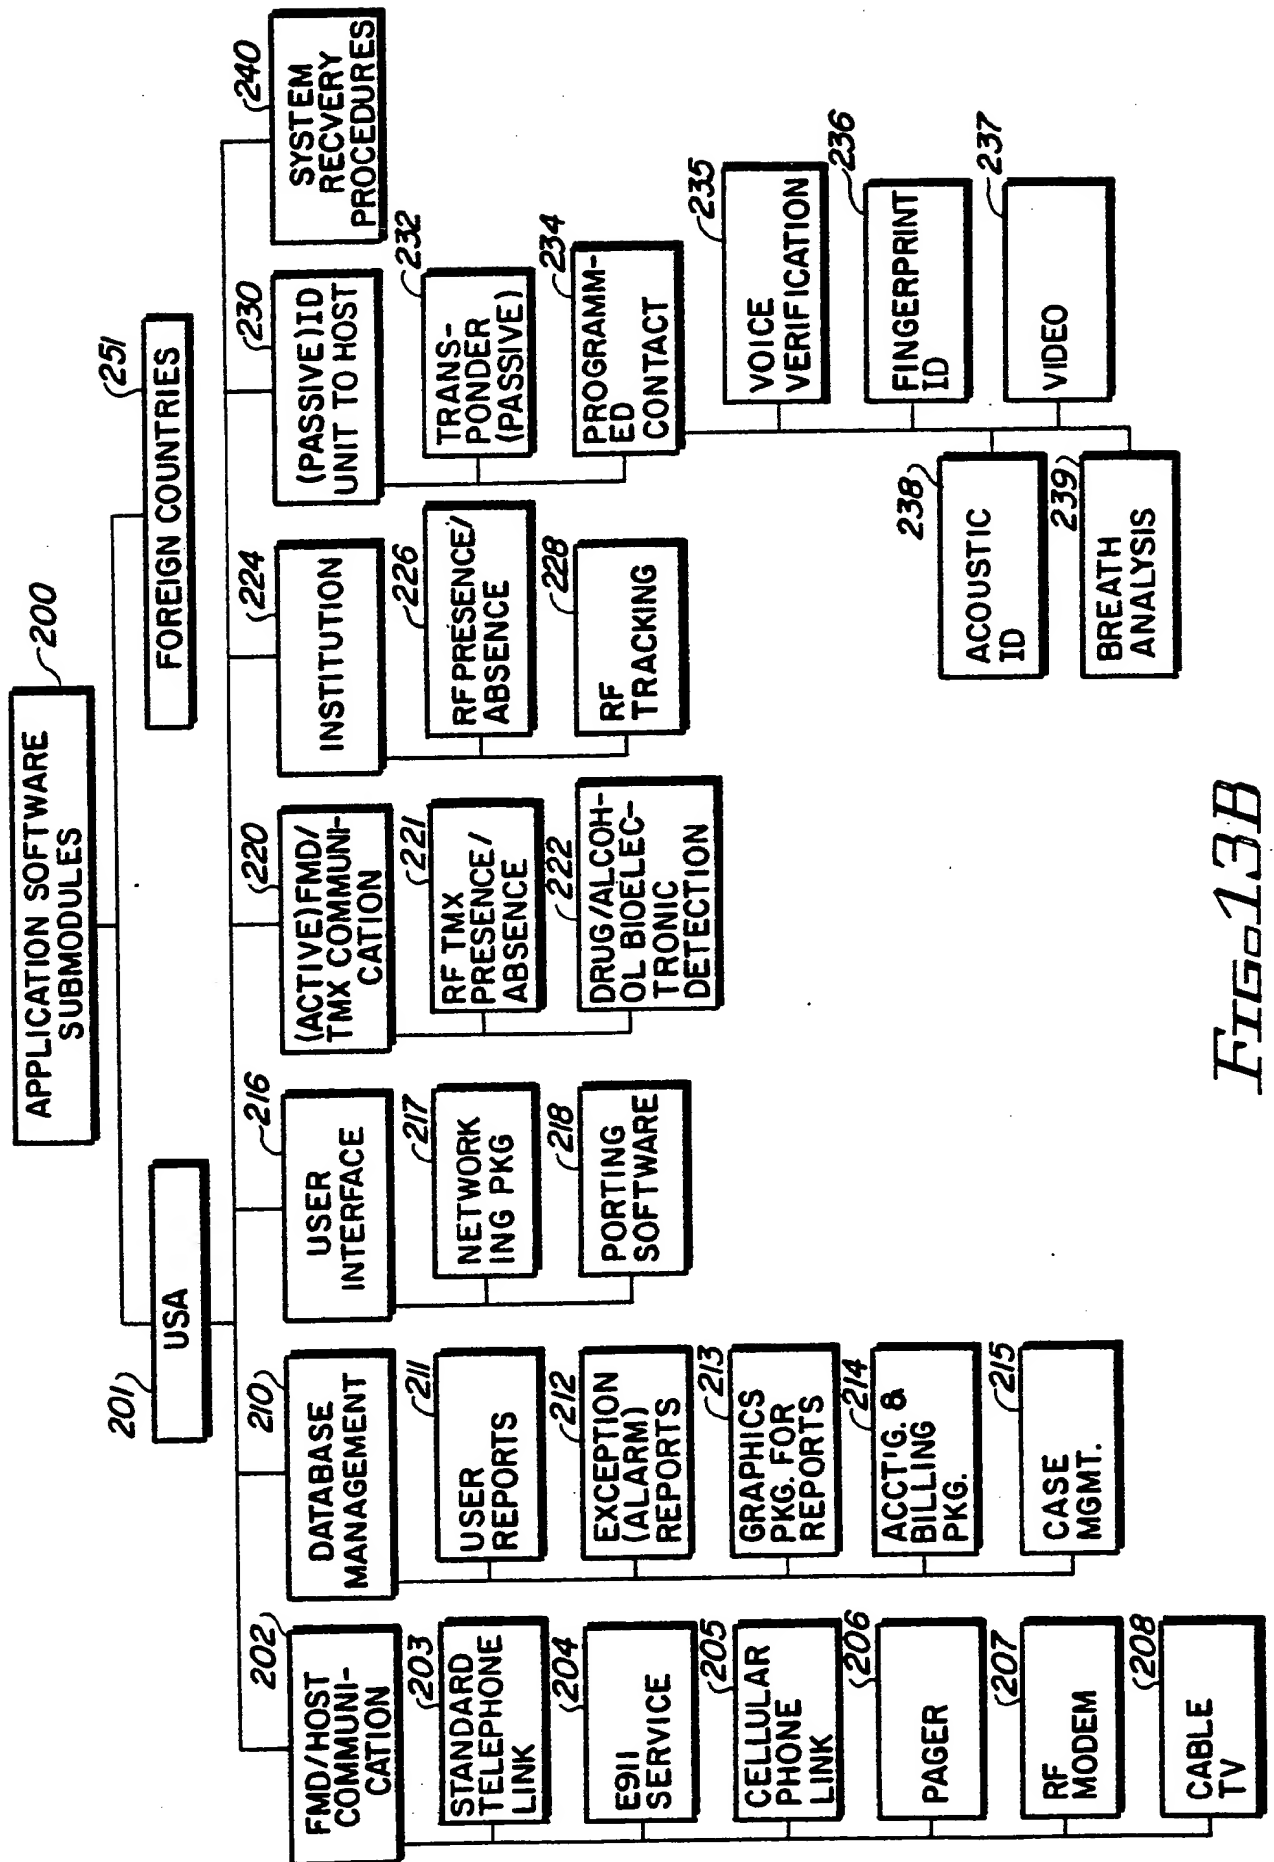 APPLICATION SOFTWARE
SUBMODULES
200
USA
201
FOREIGN COUNTRIES
251
FMD/HOST
COMMUNI-
CATION
202
STANDARD
TELEPHONE
LINK
203
E911
SERVICE
204
CELLULAR
PHONE
LINK
205
PAGER
206
RF
MODEM
207
CABLE
TV
208
DATABASE
MANAGEMENT
210
USER
REPORTS
211
EXCEPTION
(ALARM)
REPORTS
212
GRAPHICS
PKG. FOR
REPORTS
213
ACCT'G. &
BILLING
PKG.
214
CASE
MGMT.
215
USER
INTERFACE
216
NETWORK
ING PKG
217
PORTING
SOFTWARE
218
(ACTIVE) FMD/
TMX COMMUNI-
CATION
220
RF TMX
PRESENCE/
ABSENCE
221
DRUG/ALCOH-
OL BIOELEC-
TRONIC
DETECTION
222
INSTITUTION
224
RF PRESENCE/
ABSENCE
226
RF
TRACKING
228
(PASSIVE) ID
UNIT TO HOST
230
TRANS-
PONDER
(PASSIVE)
232
PROGRAMM-
ED
CONTACT
234
VOICE
VERIFICATION
235
FINGERPRINT
ID
236
VIDEO
237
ACOUSTIC
ID
238
BREATH
ANALYSIS
239
SYSTEM
RECVERY
PROCEDURES
240
FIG.13B